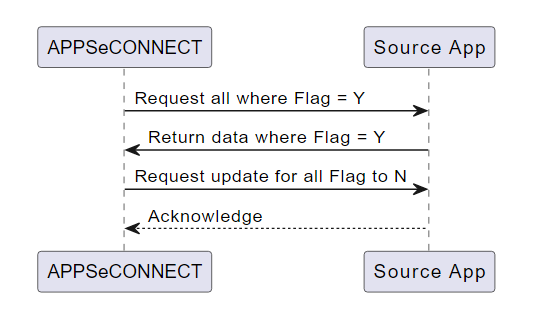 APPSeCONNECT
Source App
Request all where Flag = Y
Return data where Flag = Y
Request update for all Flag to N
Acknowledge
APPSeCONNECT
Source App